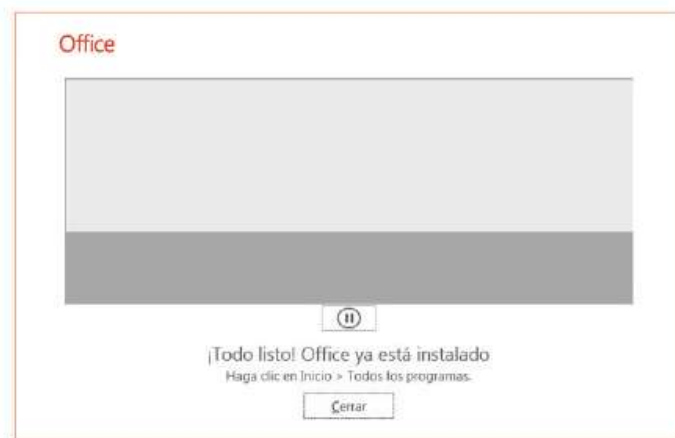 Office
¡Todo listo! Office ya está instalado
Haga clic en Inicio > Todos los programas.
Cerrar